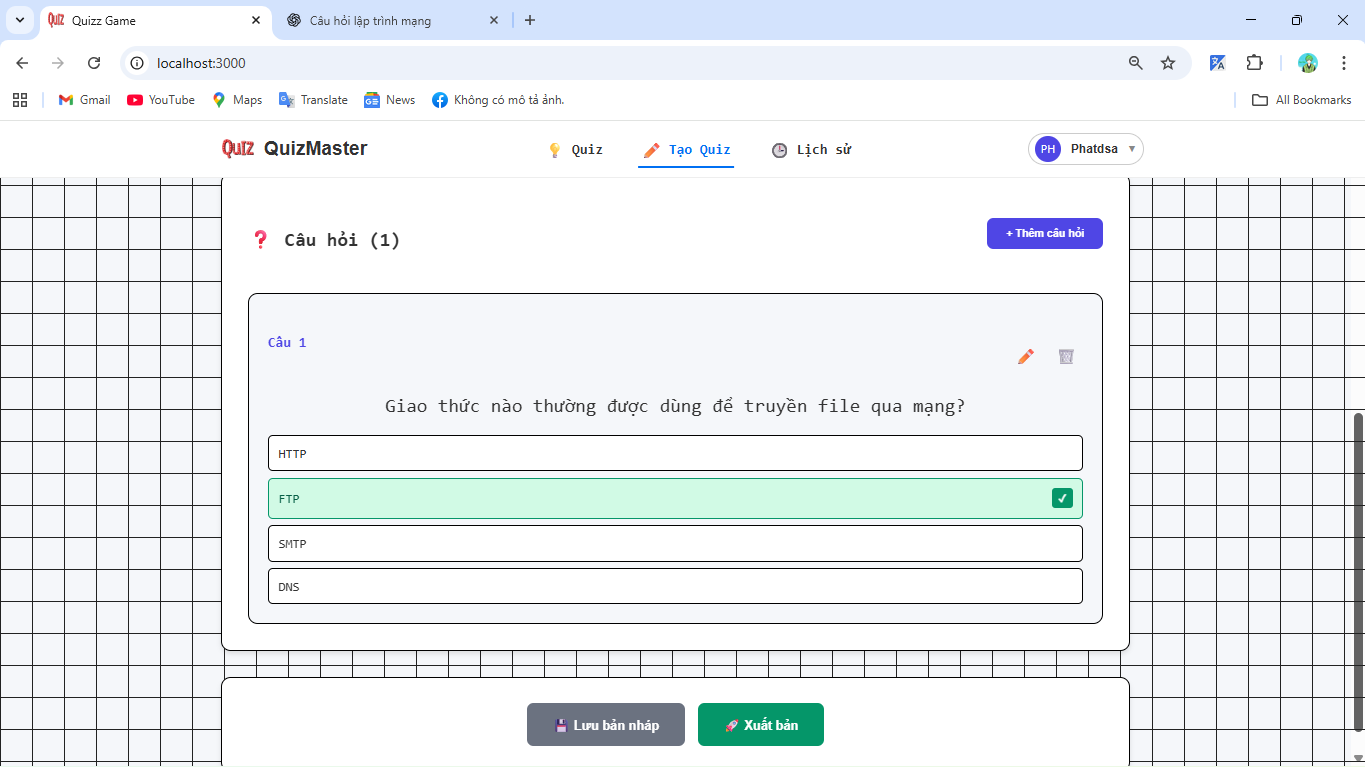 QUIZ Quizz Game
Câu hỏi lập trình mạng
localhost:3000
Gmail YouTube Maps Translate News Không có mô tả ảnh. All Bookmarks
QUIZ QuizMaster Quiz Tạo Quiz Lịch sử PH Phatdsa
Câu hỏi (1)
+ Thêm câu hỏi
Câu 1
Giao thức nào thường được dùng để truyền file qua mạng?
HTTP
FTP
SMTP
DNS
Lưu bản nháp Xuất bản